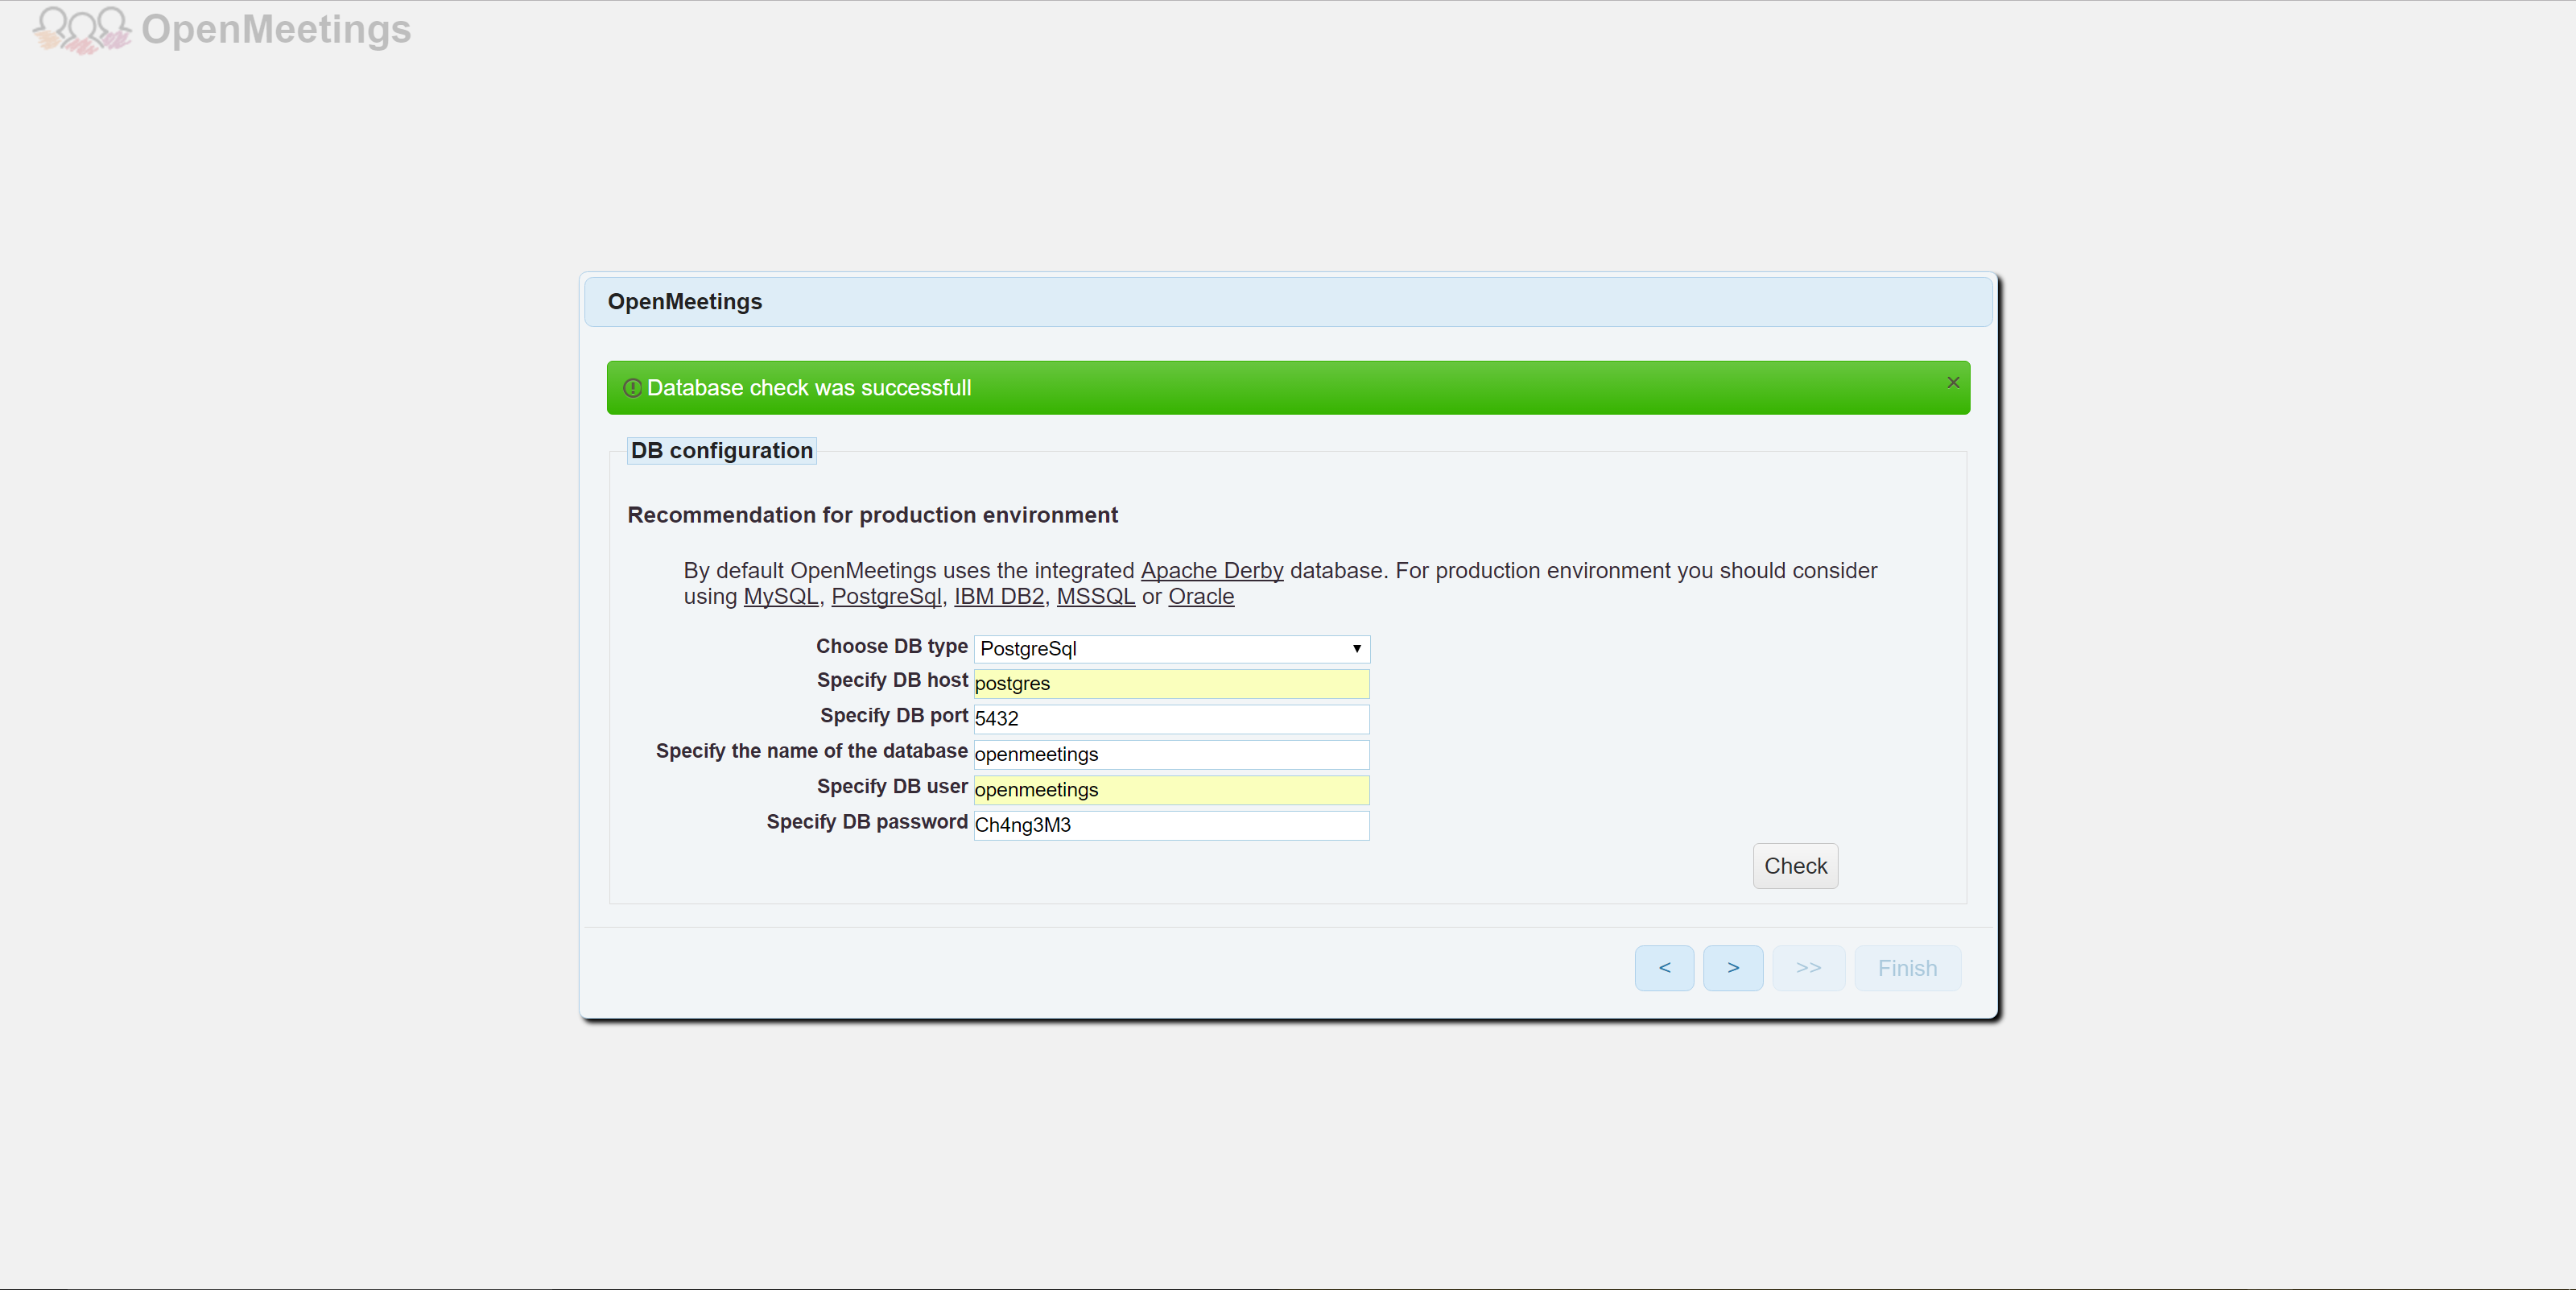 OpenMeetings
OpenMeetings
Database check was successfull
DB configuration
Recommendation for production environment
By default OpenMeetings uses the integrated Apache Derby database. For production environment you should consider
using MySQL, PostgreSql, IBM DB2, MSSQL or Oracle
Choose DB type PostgreSql
Specify DB host postgres
Specify DB port 5432
Specify the name of the database openmeetings
Specify DB user openmeetings
Specify DB password Ch4ng3M3
Check
< > >> Finish